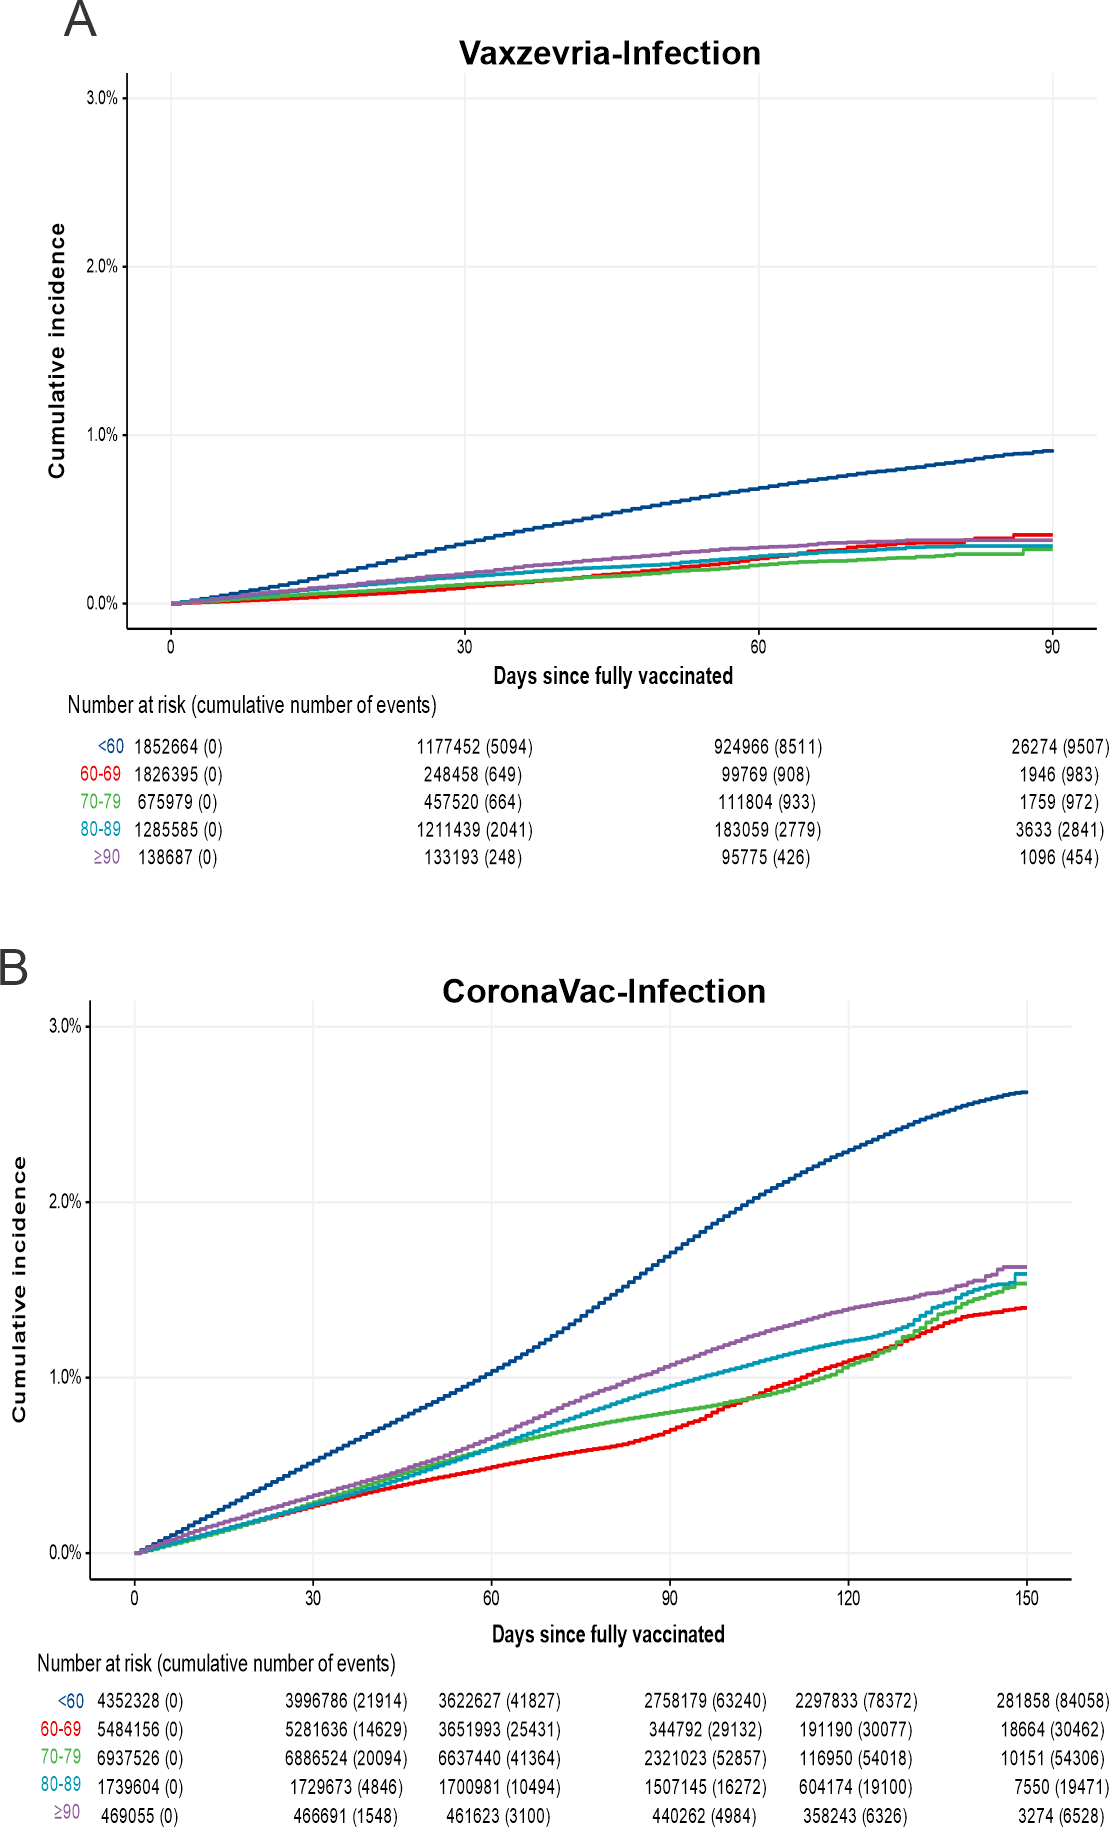 A
Vaxzevria-Infection
3.0%
2.0%
1.0%
0.0%
Cumulative incidence
0 30 60 90
Days since fully vaccinated
Number at risk (cumulative number of events)
<60 1852664 (0) 1177452 (5094) 924966 (8511) 26274 (9507)
60-69 1826395 (0) 248458 (649) 99769 (908) 1946 (983)
70-79 675979 (0) 457520 (664) 111804 (933) 1759 (972)
80-89 1285585 (0) 1211439 (2041) 183059 (2779) 3633 (2841)
≥90 138687 (0) 133193 (248) 95775 (426) 1096 (454)
B
CoronaVac-Infection
3.0%
2.0%
1.0%
0.0%
Cumulative incidence
0 30 60 90 120 150
Days since fully vaccinated
Number at risk (cumulative number of events)
<60 4352328 (0) 3996786 (21914) 3622627 (41827) 2758179 (63240) 2297833 (78372) 281858 (84058)
60-69 5484156 (0) 5281636 (14629) 3651993 (25431) 344792 (29132) 191190 (30077) 18664 (30462)
70-79 6937526 (0) 6886524 (20094) 6637440 (41364) 2321023 (52857) 116950 (54018) 10151 (54306)
80-89 1739604 (0) 1729673 (4846) 1700981 (10494) 1507145 (16272) 604174 (19100) 7550 (19471)
≥90 469055 (0) 466691 (1548) 461623 (3100) 440262 (4984) 358243 (6326) 3274 (6528)